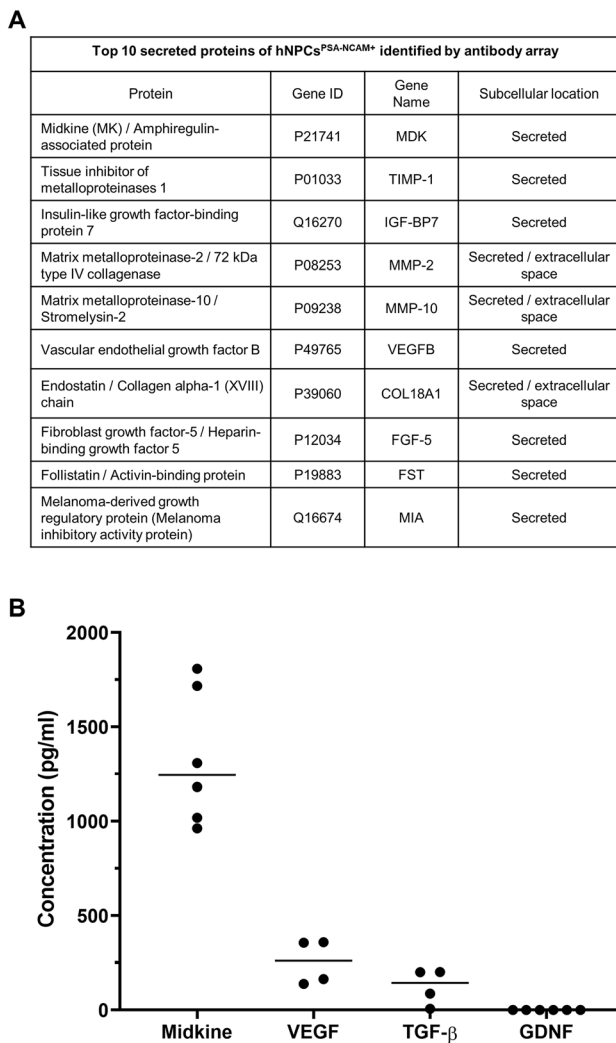 A
Top 10 secreted proteins of hNPCsPSA-NCAM+ identified by antibody array
Protein
Gene ID
Gene
Name
Subcellular location
Midkine (MK) / Amphiregulin-
associated protein
P21741
MDK
Secreted
Tissue inhibitor of
metalloproteinases 1
P01033
TIMP-1
Secreted
Insulin-like growth factor-binding
protein 7
Q16270
IGF-BP7
Secreted
Matrix metalloproteinase-2 / 72 kDa
type IV collagenase
P08253
MMP-2
Secreted / extracellular
space
Matrix metalloproteinase-10 /
Stromelysin-2
P09238
MMP-10
Secreted / extracellular
space
Vascular endothelial growth factor B
P49765
VEGFB
Secreted
Endostatin / Collagen alpha-1 (XVIII)
chain
P39060
COL18A1
Secreted / extracellular
space
Fibroblast growth factor-5 / Heparin-
binding growth factor 5
P12034
FGF-5
Secreted
Follistatin / Activin-binding protein
P19883
FST
Secreted
Melanoma-derived growth
regulatory protein (Melanoma
inhibitory activity protein)
Q16674
MIA
Secreted
B
Concentration (pg/ml)
2000
1500
1000
500
0
Midkine
VEGF
TGF-β
GDNF